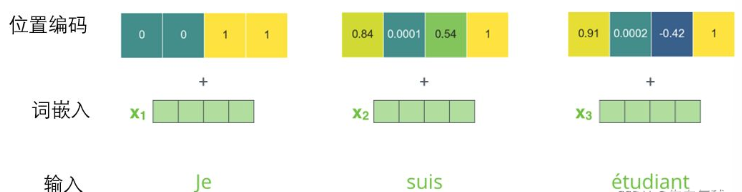 位置编码 0 0 1 1 0.84 0.0001 0.54 1 0.91 0.0002 -0.42 1
+ + +
词嵌入 x₁ x₂ x₃
输入 Je suis étudiant